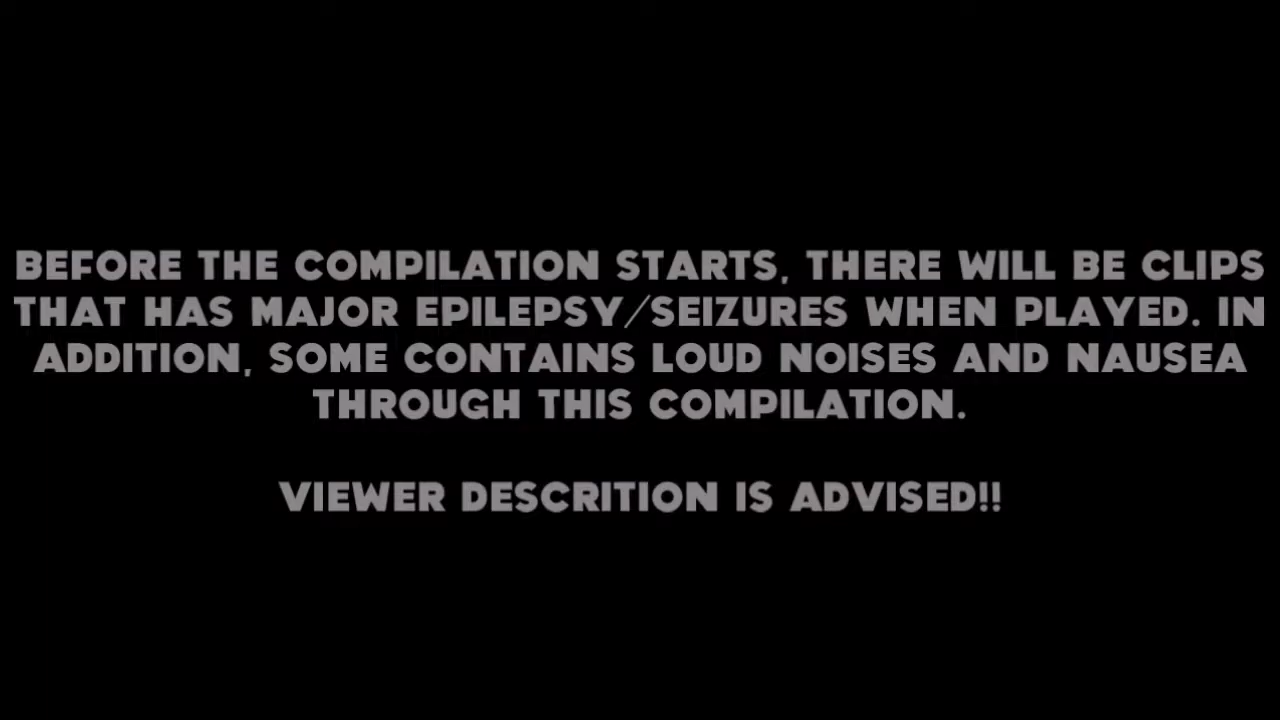 BEFORE THE COMPILATION STARTS, THERE WILL BE CLIPS
THAT HAS MAJOR EPILEPSY/SEIZURES WHEN PLAYED. IN
ADDITION, SOME CONTAINS LOUD NOISES AND NAUSEA
THROUGH THIS COMPILATION.
VIEWER DESCRITION IS ADVISED!!